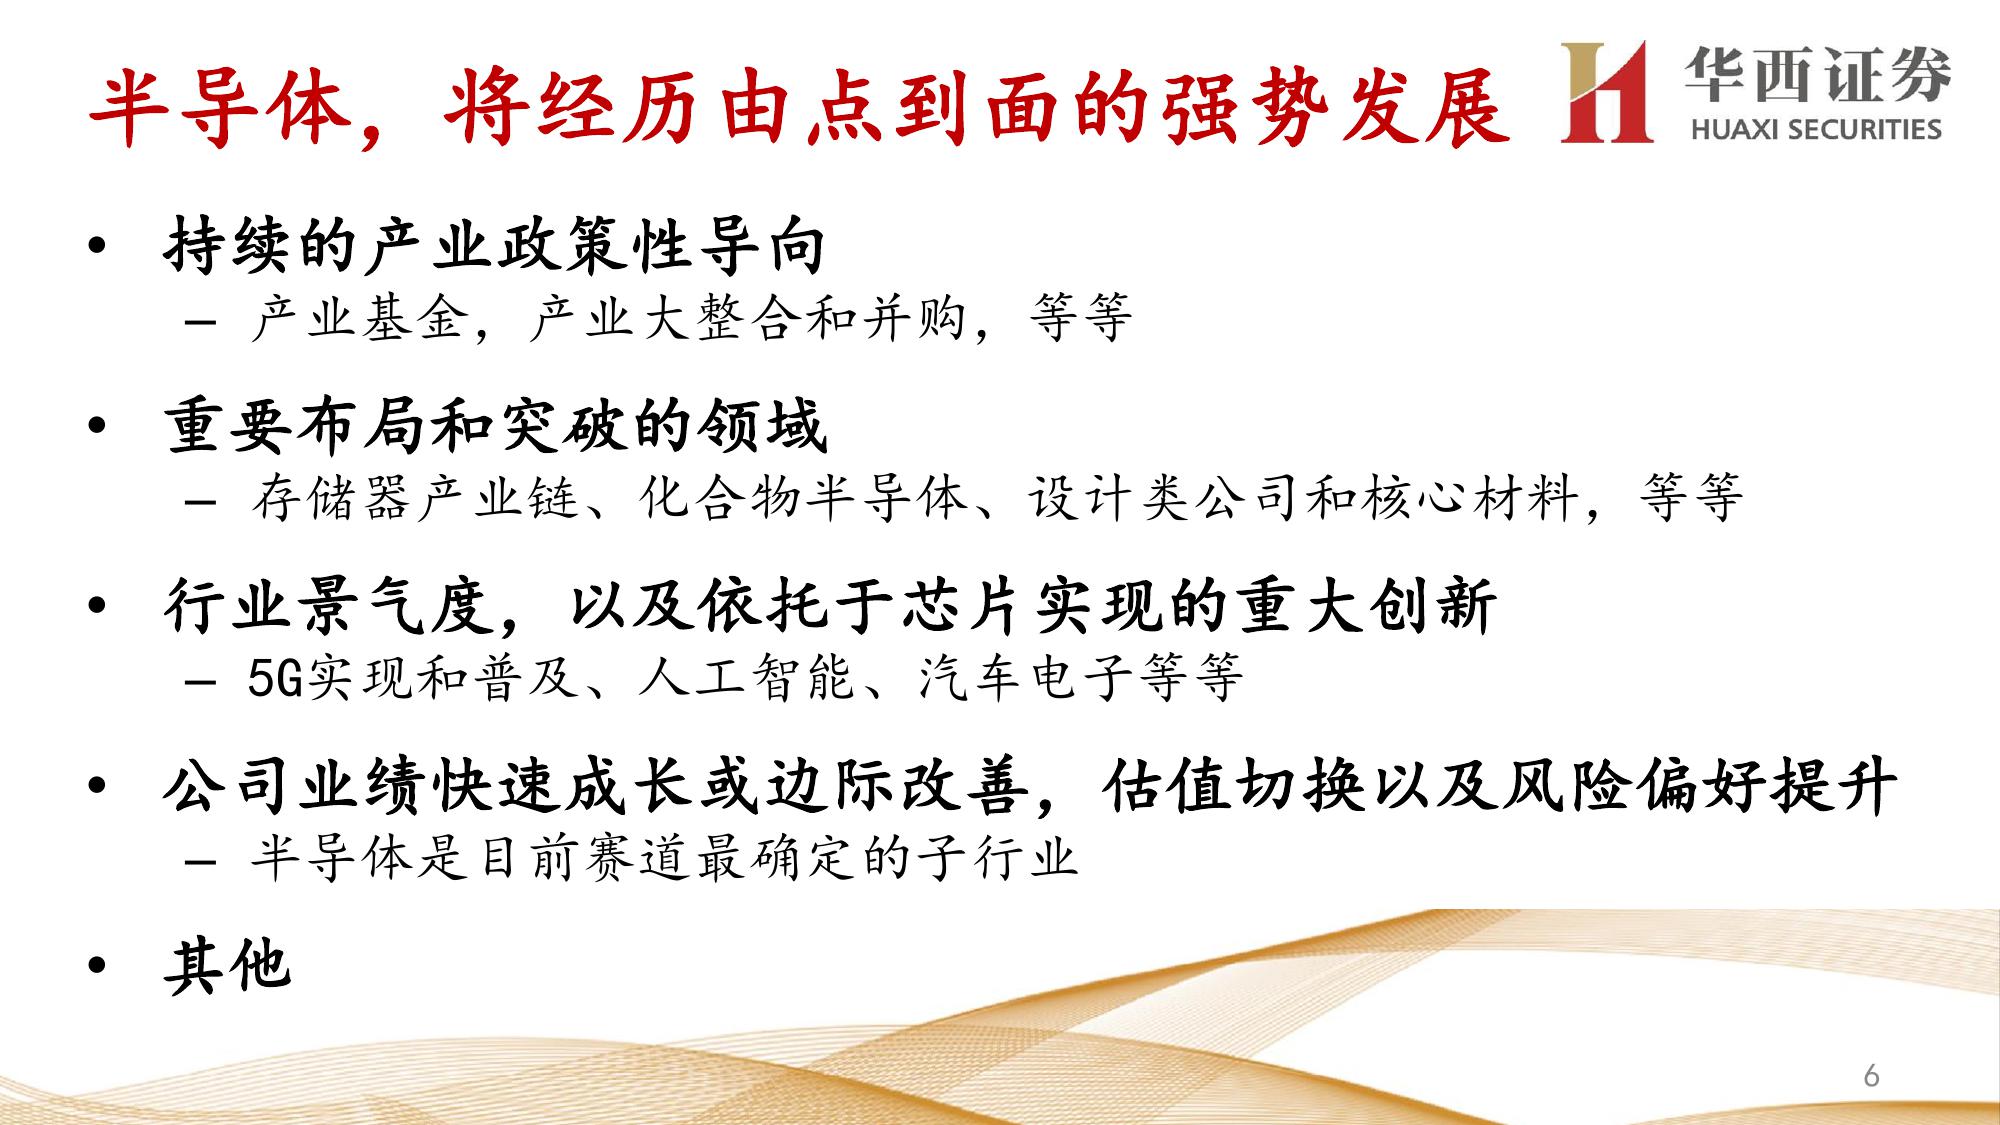 半导体，将经历由点到面的强势发展
华西证券
HUAXI SECURITIES
• 持续的产业政策性导向
– 产业基金，产业大整合和并购，等等
• 重要布局和突破的领域
– 存储器产业链、化合物半导体、设计类公司和核心材料，等等
• 行业景气度，以及依托于芯片实现的重大创新
– 5G实现和普及、人工智能、汽车电子等等
• 公司业绩快速成长或边际改善，估值切换以及风险偏好提升
– 半导体是目前赛道最确定的子行业
• 其他
6